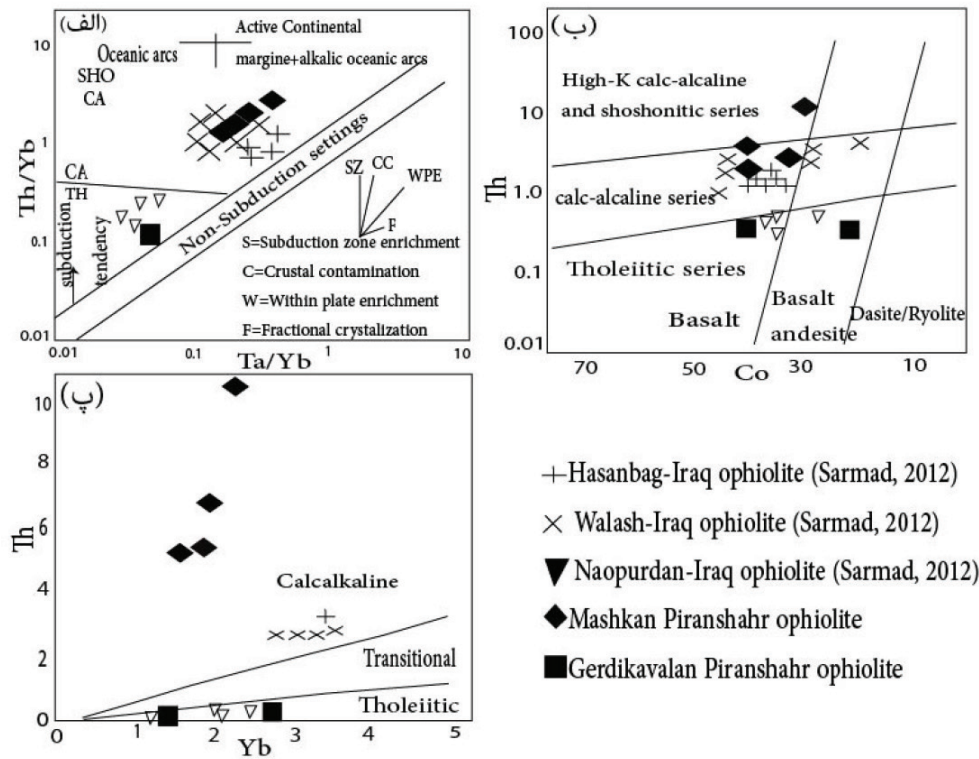 (الف)
10
1
0.1
0.01
Th/Yb
Oceanic arcs
SHO
CA
Active Continental
margine+alkalic oceanic arcs
CA
TH
subduction
tendency
Non-Subduction settings
SZ
CC
WPE
F
S=Subduction zone enrichment
C=Crustal contamination
W=Within plate enrichment
F=Fractional crystalization
0.01
0.1
1
10
Ta/Yb
(ب)
100
10
1.0
0.1
0.01
Th
High-K calc-alcaline
and shoshonitic series
calc-alcaline series
Tholeiitic series
Basalt
Basalt
andesite
Dasite/Ryolite
70
50
30
10
Co
(پ)
10
8
6
4
2
0
Th
Calcalkaline
Transitional
Tholeiitic
0
1
2
3
4
5
Yb
Hasanbag-Iraq ophiolite (Sarmad, 2012)
Walash-Iraq ophiolite (Sarmad, 2012)
Naopurdan-Iraq ophiolite (Sarmad, 2012)
Mashkan Piranshahr ophiolite
Gerdikavalan Piranshahr ophiolite